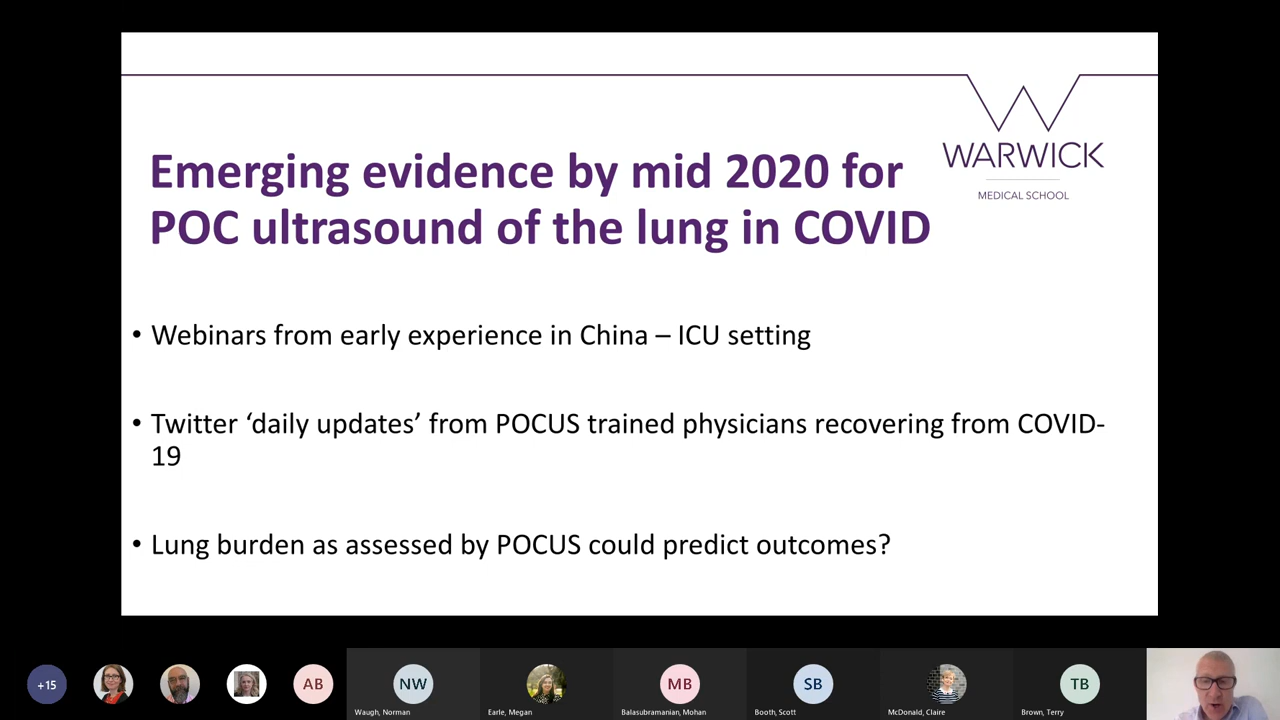 WARWICK
MEDICAL SCHOOL
Emerging evidence by mid 2020 for
POC ultrasound of the lung in COVID
• Webinars from early experience in China – ICU setting
• Twitter ‘daily updates’ from POCUS trained physicians recovering from COVID-
19
• Lung burden as assessed by POCUS could predict outcomes?
+15
AB
NW
Waugh, Norman
Earle, Megan
MB
Balasubramanian, Mohan
SB
Booth, Scott
McDonald, Claire
TB
Brown, Terry